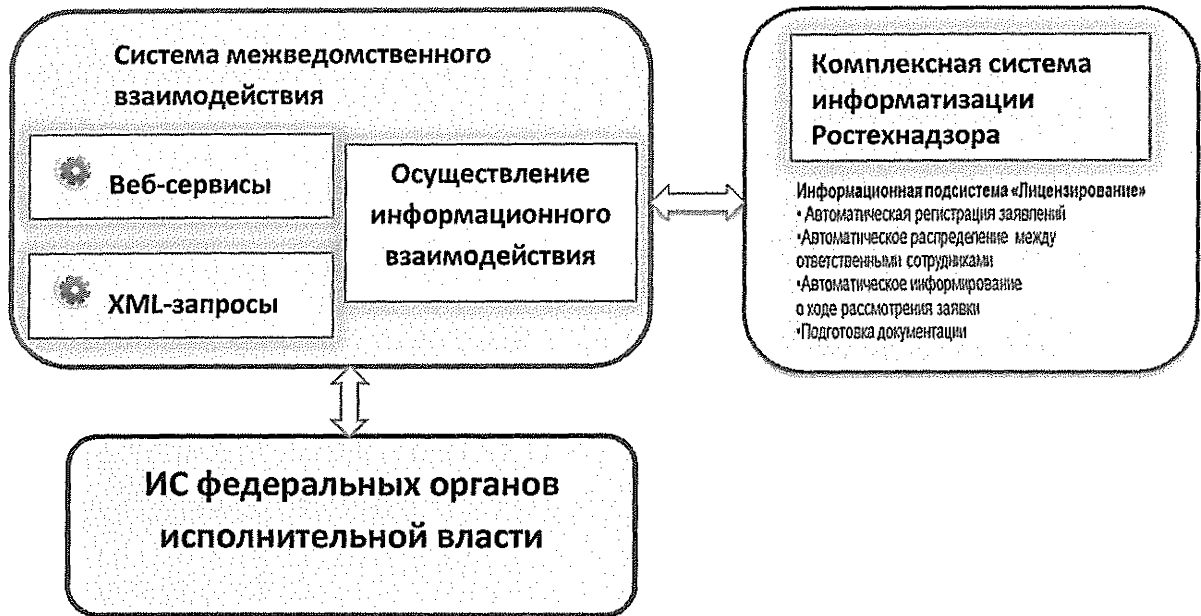 Система межведомственного
взаимодействия
Веб-сервисы
XML-запросы
Осуществление
информационного
взаимодействия
Комплексная система
информатизации
Ростехнадзора
Информационная подсистема «Лицензирование»
•Автоматическая регистрация заявлений
•Автоматическое распределение между
ответственными сотрудниками
•Автоматическое информирование
о ходе рассмотрения заявки
•Подготовка документации
ИС федеральных органов
исполнительной власти